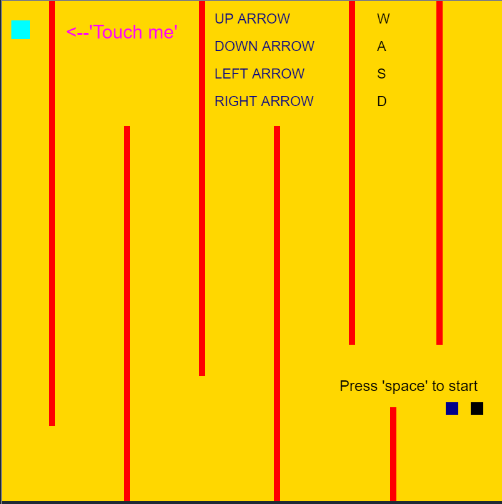 <--'Touch me'
UP ARROW W
DOWN ARROW A
LEFT ARROW S
RIGHT ARROW D
Press 'space' to start